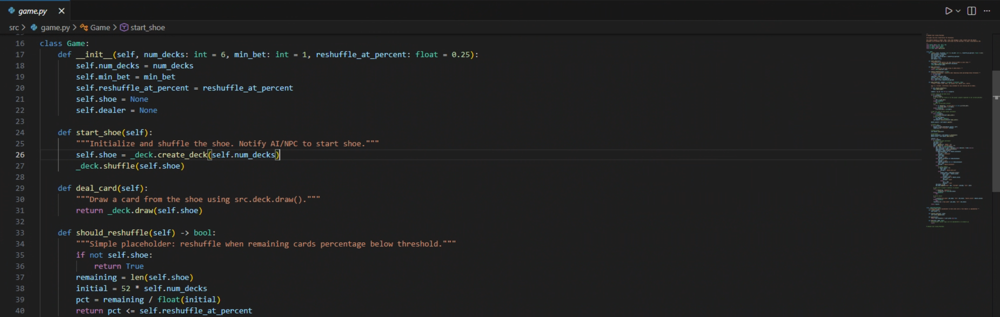 game.py
src > game.py > Game > start_shoe
16 class Game:
17     def __init__(self, num_decks: int = 6, min_bet: int = 1, reshuffle_at_percent: float = 0.25):
18         self.num_decks = num_decks
19         self.min_bet = min_bet
20         self.reshuffle_at_percent = reshuffle_at_percent
21         self.shoe = None
22         self.dealer = None
23
24     def start_shoe(self):
25         """Initialize and shuffle the shoe. Notify AI/NPC to start shoe."""
26         self.shoe = _deck.create_deck(self.num_decks)
27         _deck.shuffle(self.shoe)
28
29     def deal_card(self):
30         """Draw a card from the shoe using src.deck.draw()."""
31         return _deck.draw(self.shoe)
32
33     def should_reshuffle(self) -> bool:
34         """Simple placeholder: reshuffle when remaining cards percentage below threshold."""
35         if not self.shoe:
36             return True
37         remaining = len(self.shoe)
38         initial = 52 * self.num_decks
39         pct = remaining / float(initial)
40         return pct <= self.reshuffle_at_percent